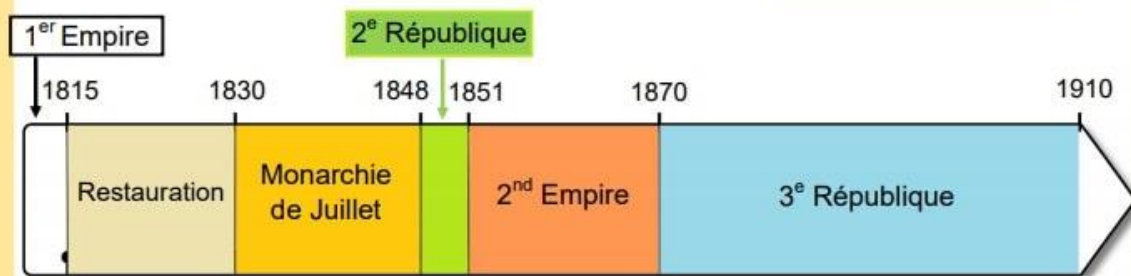 1er Empire
2e République
1815
1830
1848
1851
1870
1910
Restauration
Monarchie
de Juillet
2nd Empire
3e République